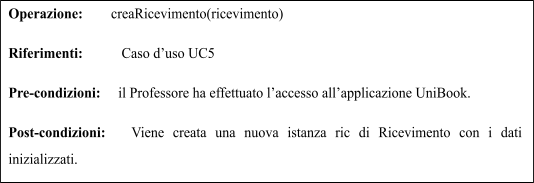 Operazione: creaRicevimento(ricevimento)
Riferimenti: Caso d’uso UC5
Pre-condizioni: il Professore ha effettuato l’accesso all’applicazione UniBook.
Post-condizioni: Viene creata una nuova istanza ric di Ricevimento con i dati
inizializzati.